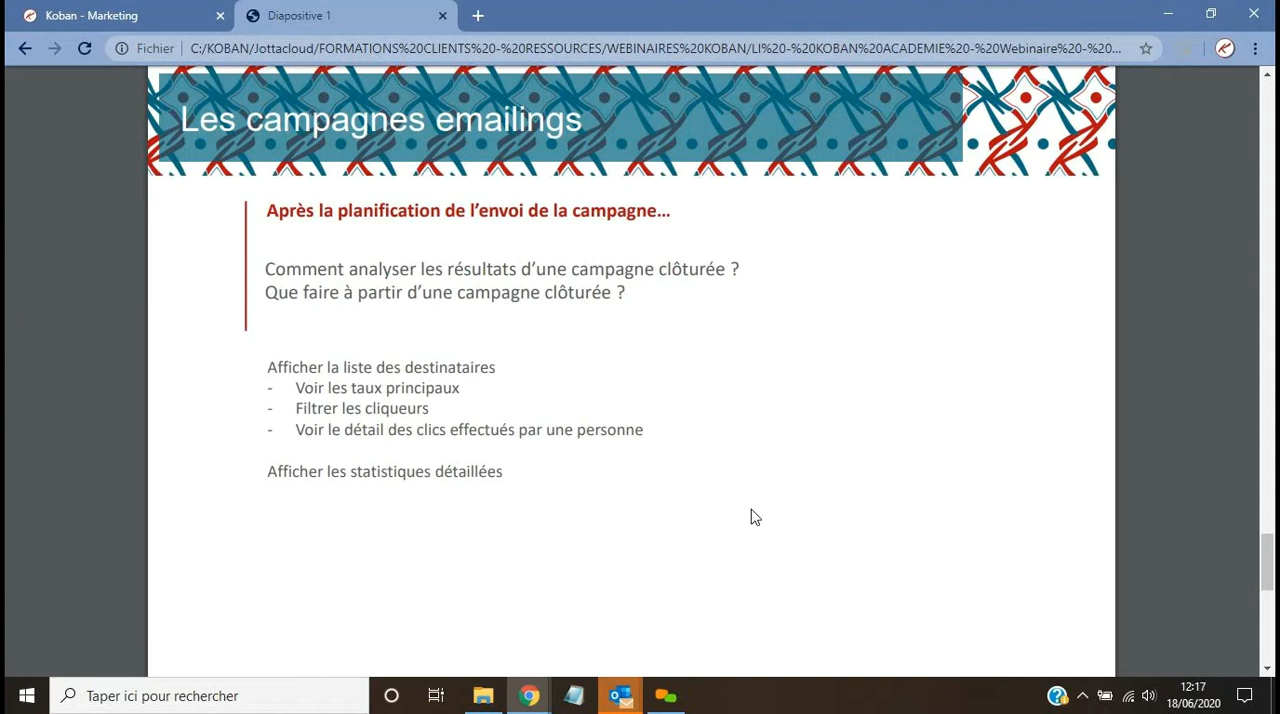 Koban - Marketing
Diapositive 1
Fichier
C:/KOBAN/Jottacloud/FORMATIONS%20CLIENTS%20-%20RESSOURCES/WEBINAIRES%20KOBAN/LI%20-%20KOBAN%20ACADEMIE%20-%20Webinaire%20-%20...
Les campagnes emailings
Après la planification de l’envoi de la campagne…
Comment analyser les résultats d’une campagne clôturée ?
Que faire à partir d’une campagne clôturée ?
Afficher la liste des destinataires
- Voir les taux principaux
- Filtrer les cliqueurs
- Voir le détail des clics effectués par une personne
Afficher les statistiques détaillées
Taper ici pour rechercher
12:17
18/06/2020